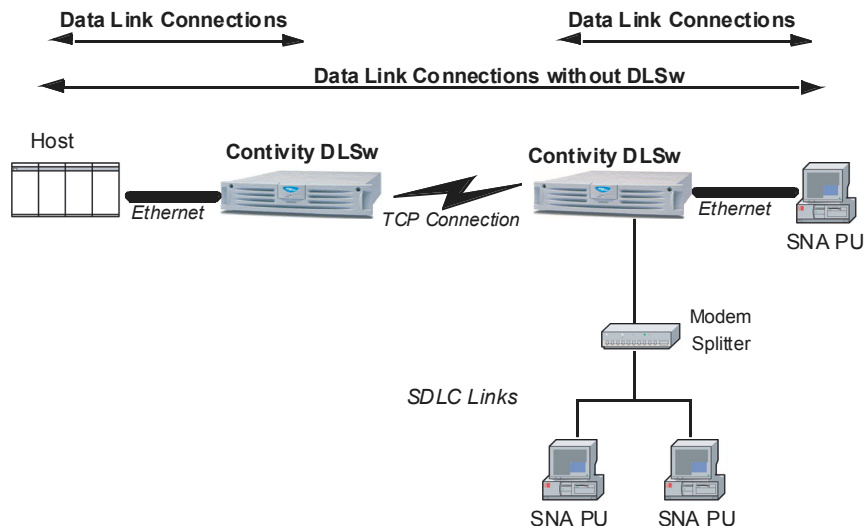 Data Link Connections
Data Link Connections
Data Link Connections without DLSw
Host
Contivity DLSw
Contivity DLSw
Ethernet
TCP Connection
Ethernet
SNA PU
Modem
Splitter
SDLC Links
SNA PU
SNA PU